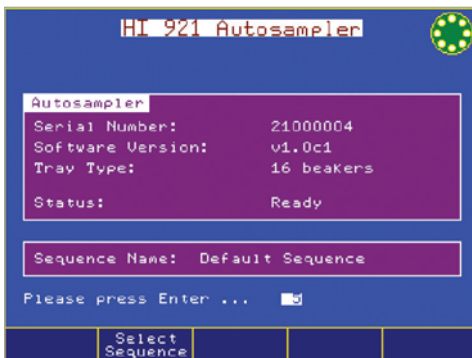 HI 921 Autosampler
Autosampler
Serial Number: 21000004
Software Version: v1.0c1
Tray Type: 16 beakers
Status: Ready
Sequence Name: Default Sequence
Please press Enter ... 5
Select
Sequence